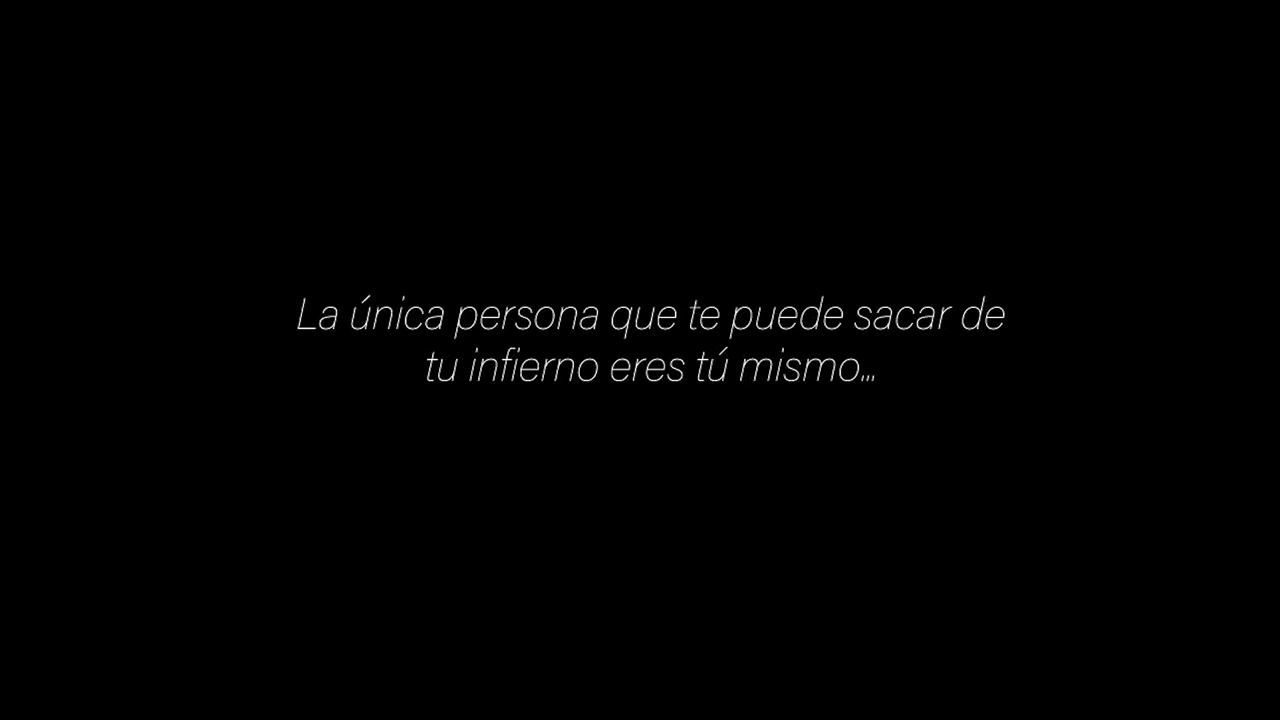 La única persona que te puede sacar de
tu infierno eres tú mismo...